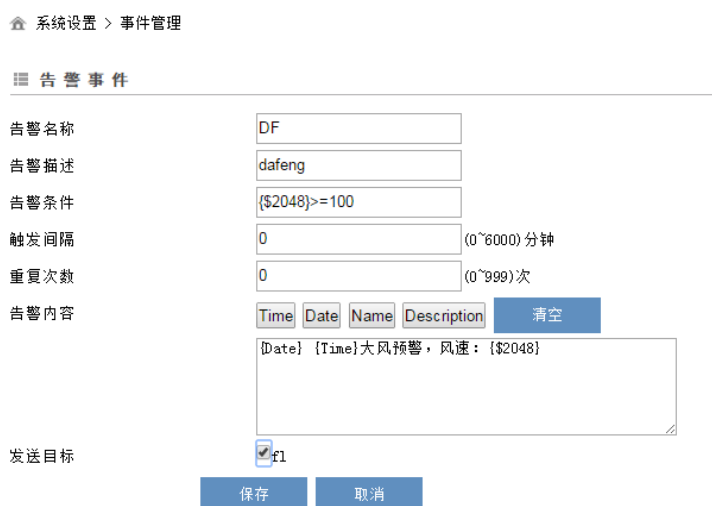 系统设置 > 事件管理
告警事件
告警名称 DF
告警描述 dafeng
告警条件 {$2048}>=100
触发间隔 0 (0~6000)分钟
重复次数 0 (0~999)次
告警内容 Time Date Name Description 清空
{Date} {Time}大风预警，风速：{$2048}
发送目标 fl
保存 取消